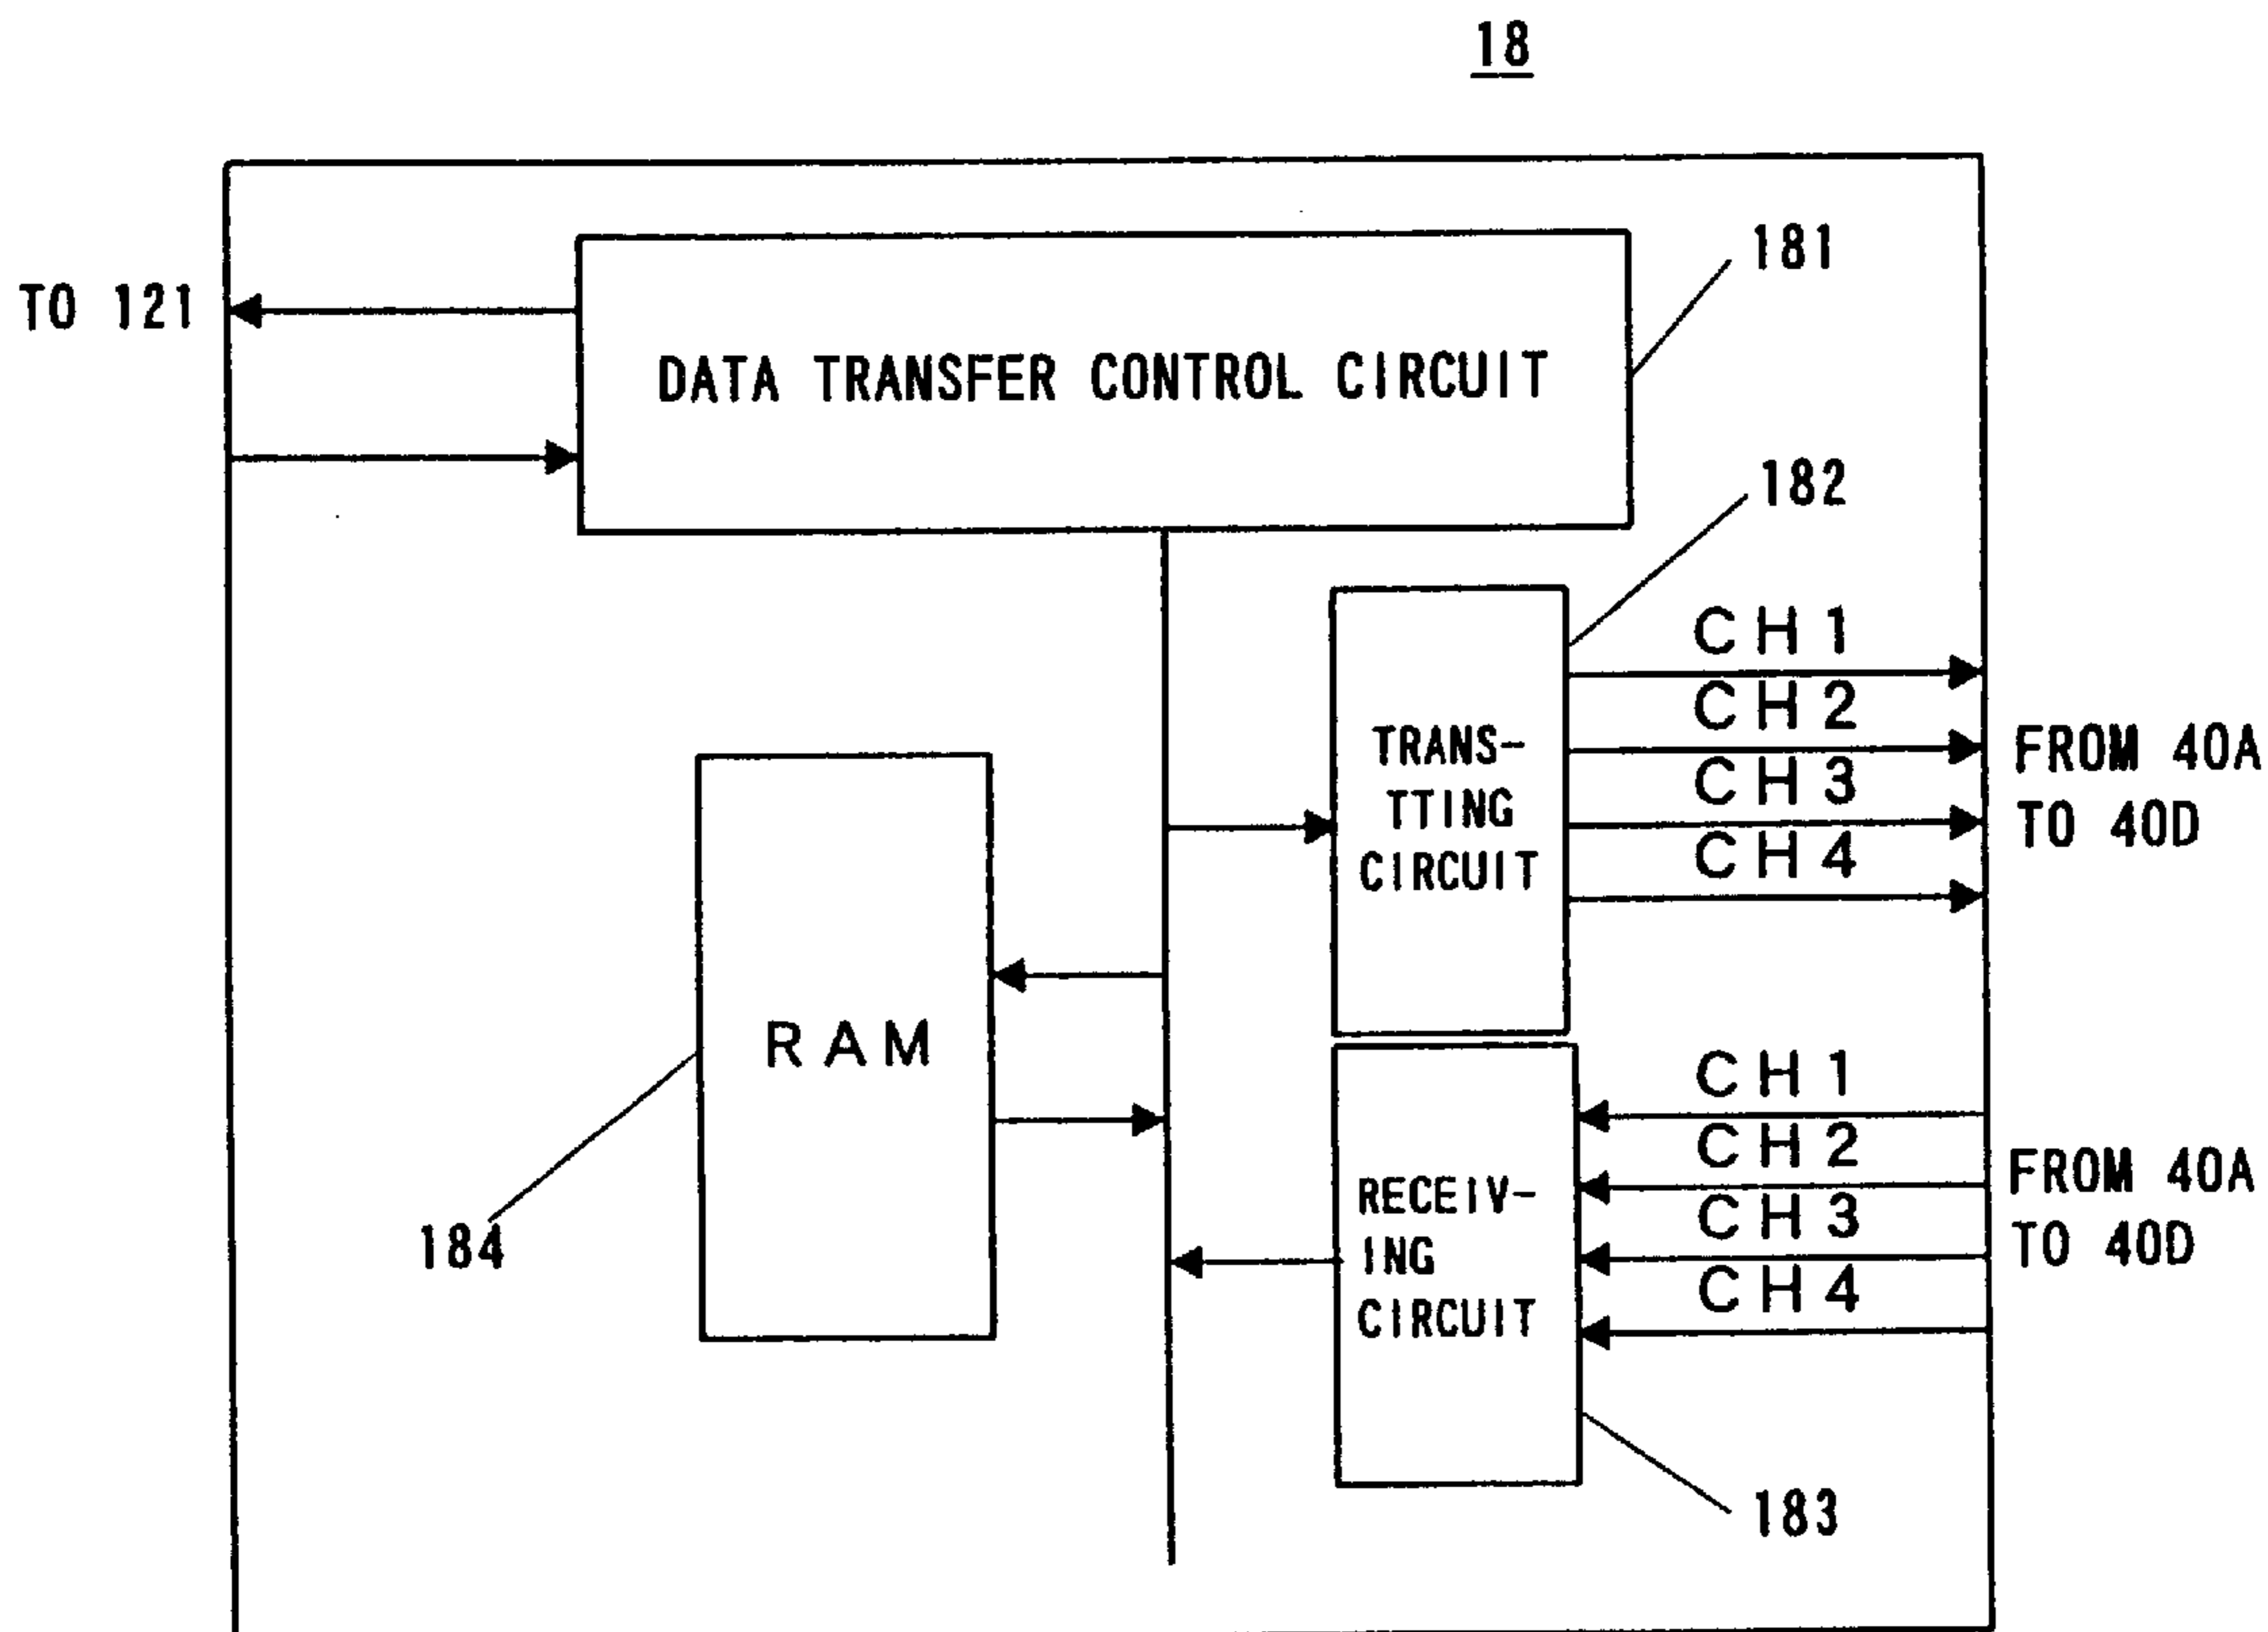 18
TO 121
DATA TRANSFER CONTROL CIRCUIT
181
182
TRANS-
TTING
CIRCUIT
CH1
CH2
CH3
CH4
FROM 40A
TO 40D
RAM
184
RECEIV-
ING
CIRCUIT
CH1
CH2
CH3
CH4
FROM 40A
TO 40D
183